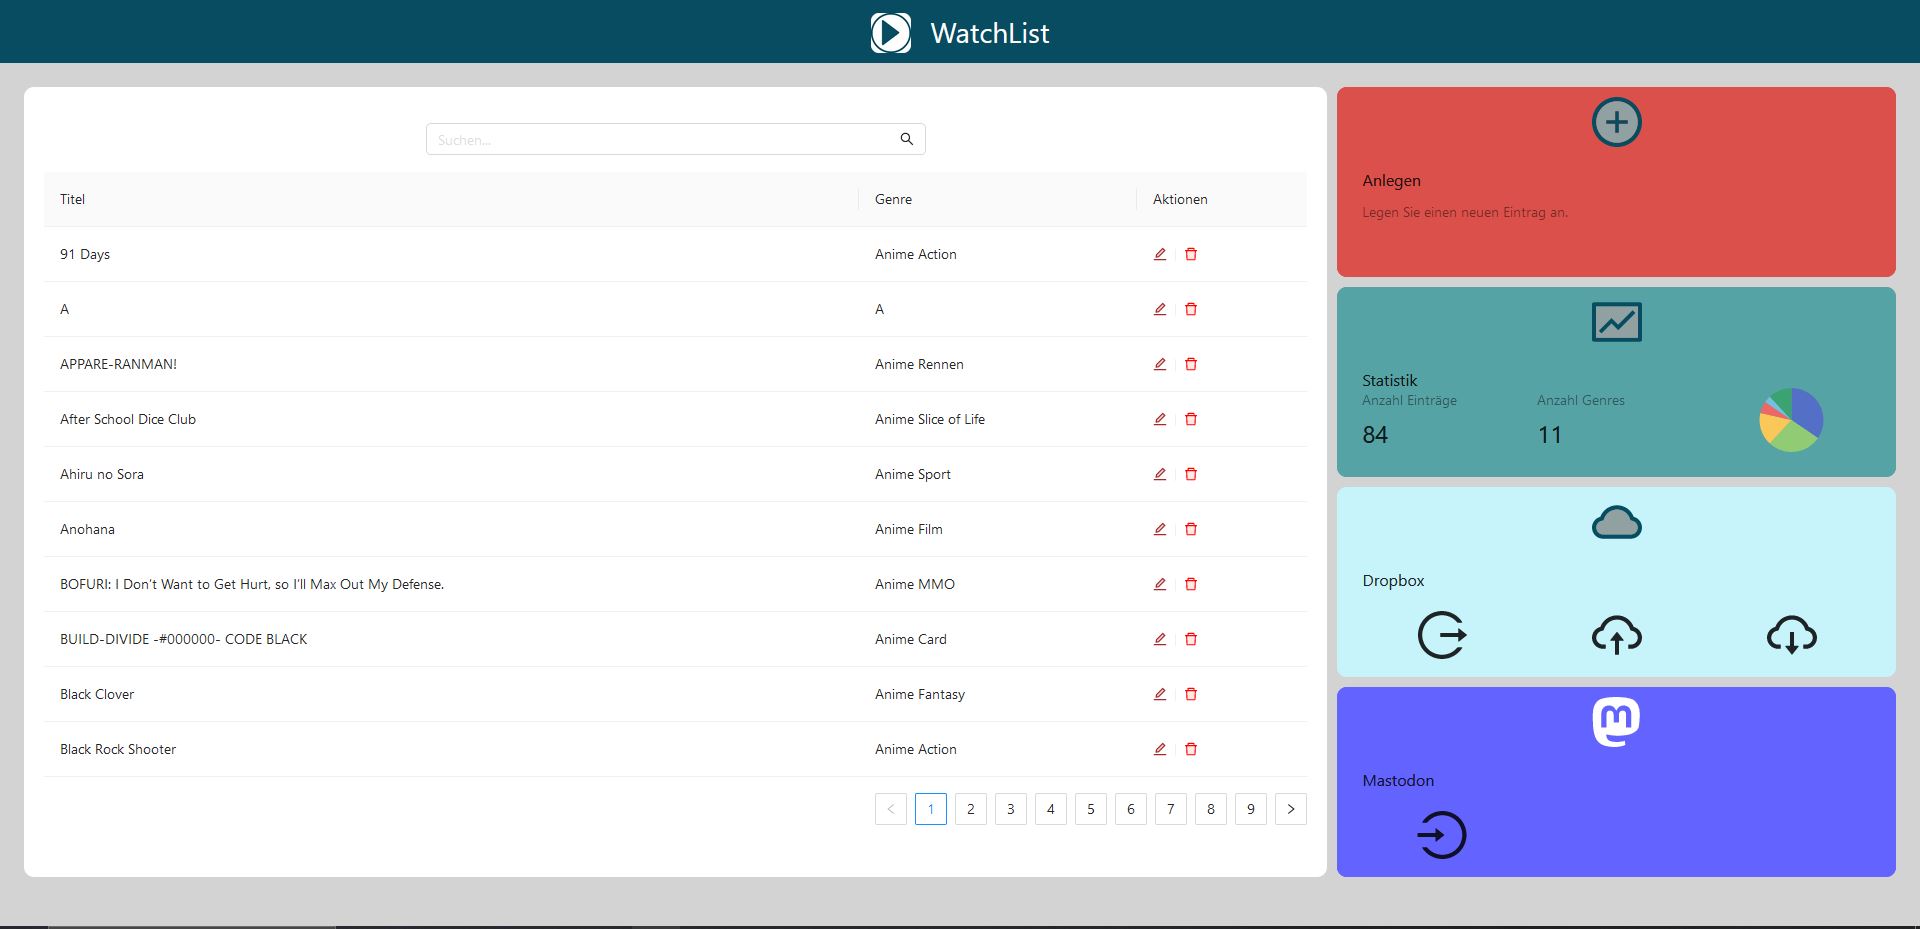 WatchList
Suchen...
Titel Genre Aktionen
91 Days Anime Action
A A
APPARE-RANMAN! Anime Rennen
After School Dice Club Anime Slice of Life
Ahiru no Sora Anime Sport
Anohana Anime Film
BOFURI: I Don't Want to Get Hurt, so I'll Max Out My Defense. Anime MMO
BUILD-DIVIDE -#000000- CODE BLACK Anime Card
Black Clover Anime Fantasy
Black Rock Shooter Anime Action
< 1 2 3 4 5 6 7 8 9 >
Anlegen
Legen Sie einen neuen Eintrag an.
Statistik
Anzahl Einträge Anzahl Genres
84 11
Dropbox
Mastodon